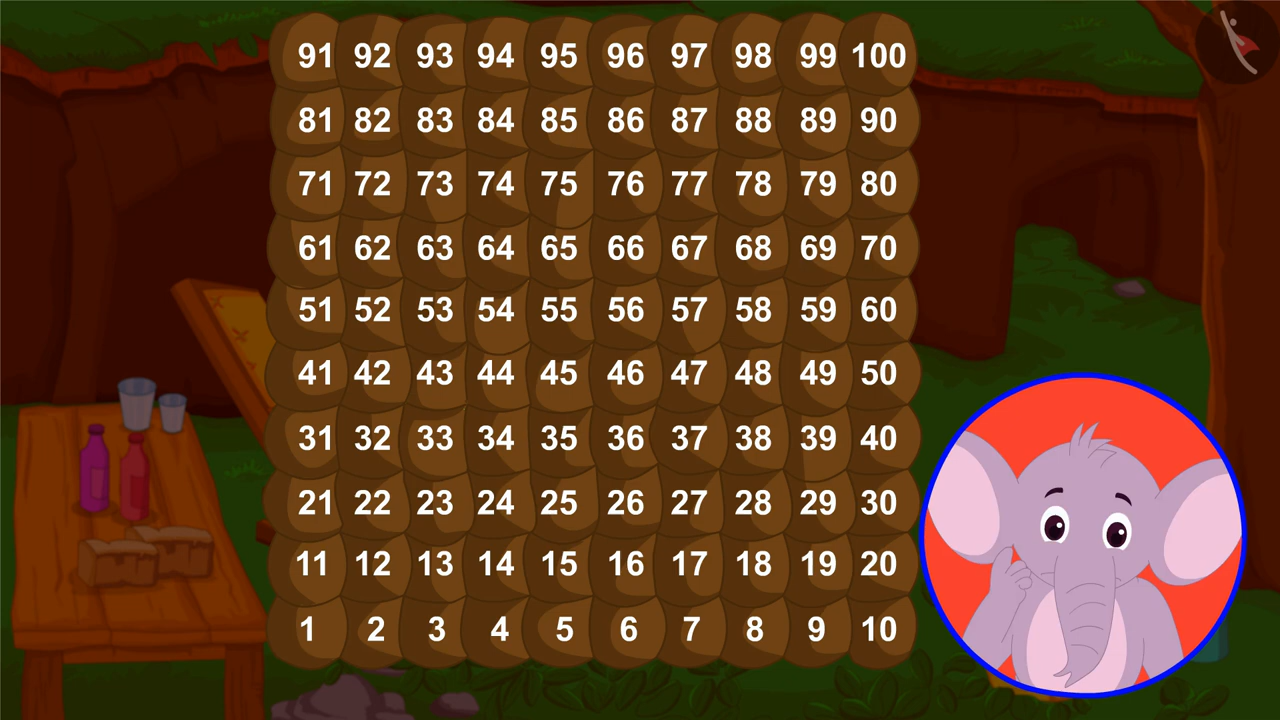 91 92 93 94 95 96 97 98 99 100
81 82 83 84 85 86 87 88 89 90
71 72 73 74 75 76 77 78 79 80
61 62 63 64 65 66 67 68 69 70
51 52 53 54 55 56 57 58 59 60
41 42 43 44 45 46 47 48 49 50
31 32 33 34 35 36 37 38 39 40
21 22 23 24 25 26 27 28 29 30
11 12 13 14 15 16 17 18 19 20
1 2 3 4 5 6 7 8 9 10